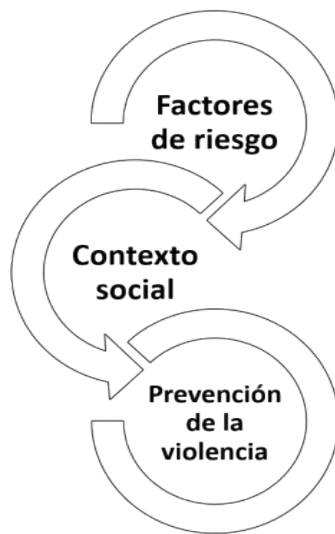 Factores
de riesgo
Contexto
social
Prevención
de la
violencia